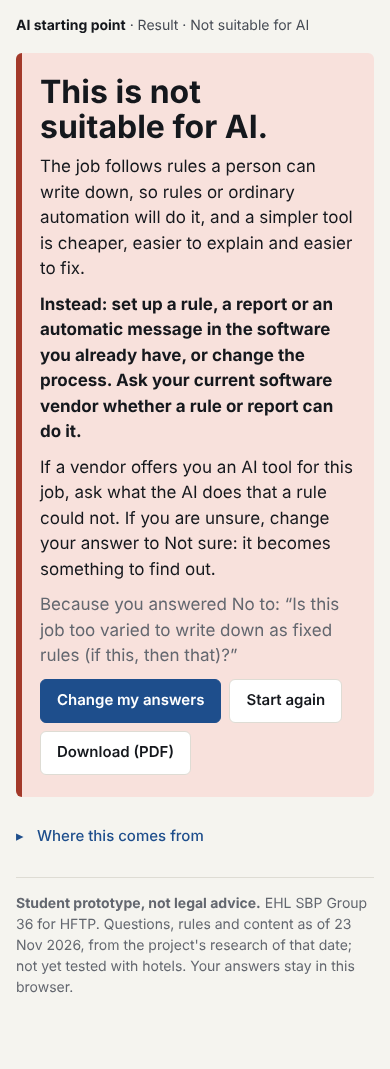 AI starting point · Result · Not suitable for AI
This is not
suitable for AI.
The job follows rules a person can
write down, so rules or ordinary
automation will do it, and a simpler tool
is cheaper, easier to explain and easier
to fix.
Instead: set up a rule, a report or an
automatic message in the software
you already have, or change the
process. Ask your current software
vendor whether a rule or report can
do it.
If a vendor offers you an AI tool for this
job, ask what the AI does that a rule
could not. If you are unsure, change
your answer to Not sure: it becomes
something to find out.
Because you answered No to: “Is this
job too varied to write down as fixed
rules (if this, then that)?”
Change my answers
Start again
Download (PDF)
▸ Where this comes from
Student prototype, not legal advice. EHL SBP Group
36 for HFTP. Questions, rules and content as of 23
Nov 2026, from the project's research of that date;
not yet tested with hotels. Your answers stay in this
browser.